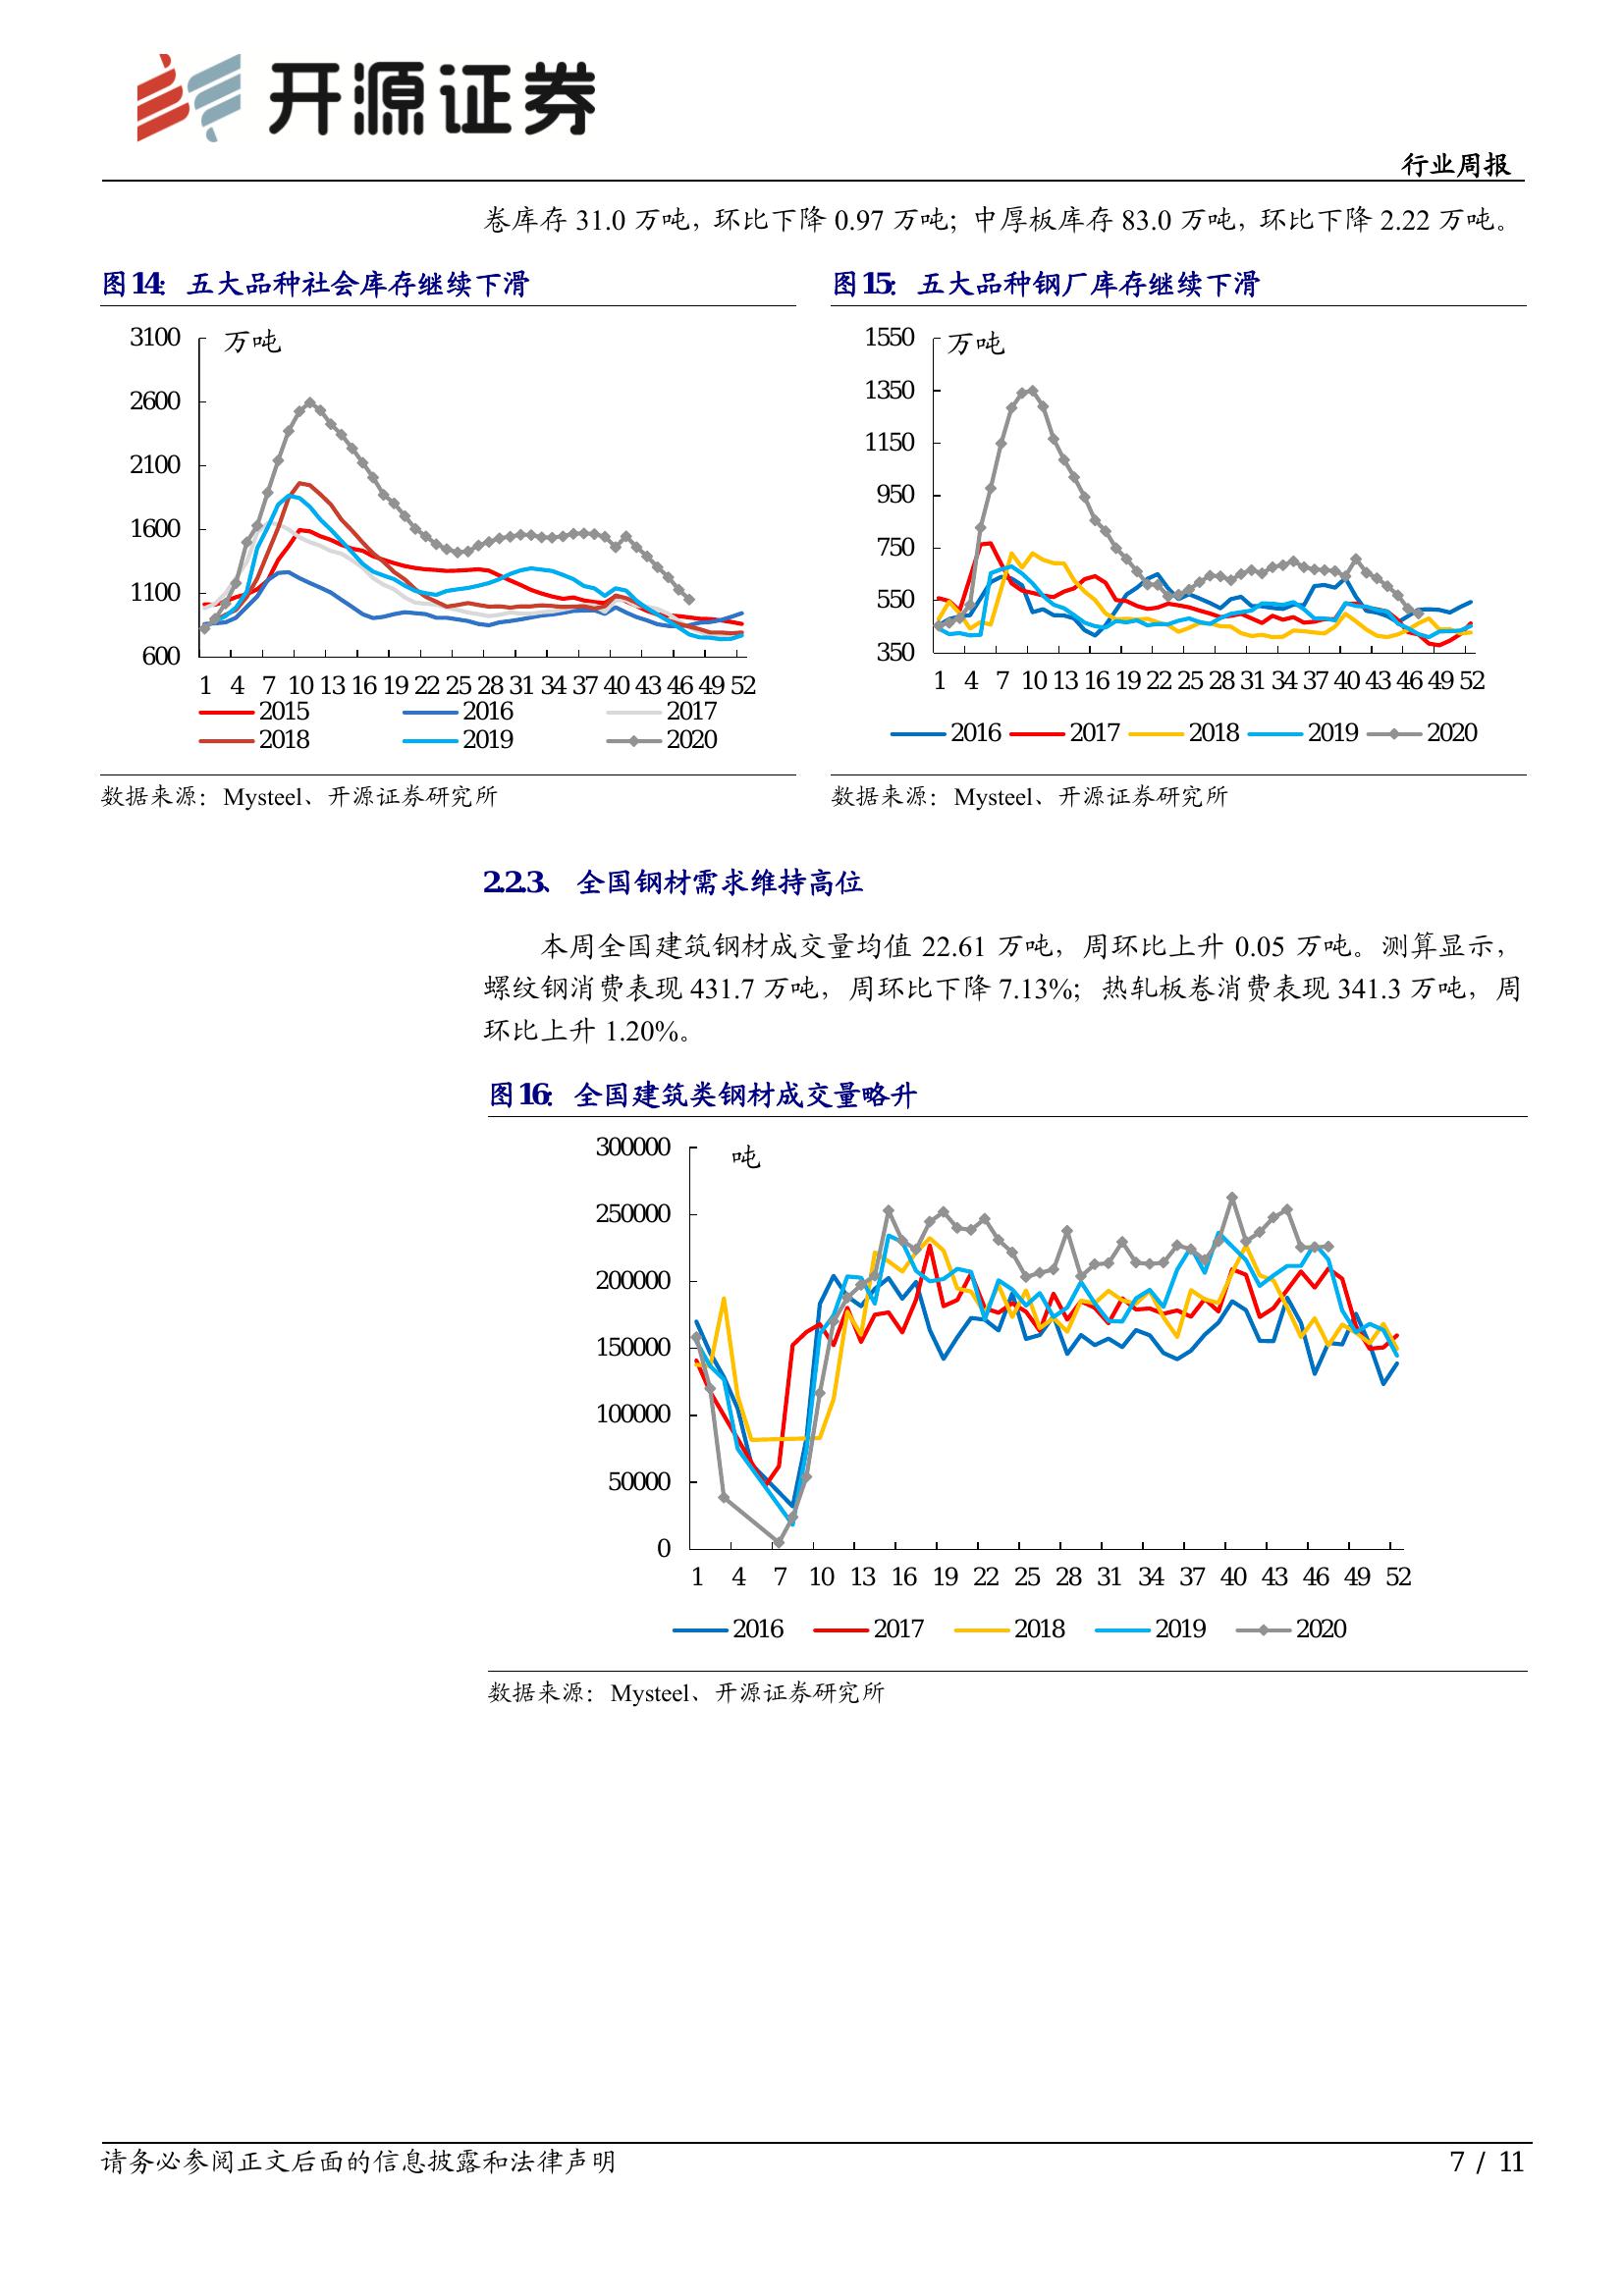 开源证券
行业周报
卷库存 31.0 万吨，环比下降 0.97 万吨；中厚板库存 83.0 万吨，环比下降 2.22 万吨。
图14：五大品种社会库存继续下滑
万吨
3100
2600
2100
1600
1100
600
1 4 7 10 13 16 19 22 25 28 31 34 37 40 43 46 49 52
2015 2016 2017
2018 2019 2020
数据来源：Mysteel、开源证券研究所
图15：五大品种钢厂库存继续下滑
万吨
1550
1350
1150
950
750
550
350
1 4 7 10 13 16 19 22 25 28 31 34 37 40 43 46 49 52
2016 2017 2018 2019 2020
数据来源：Mysteel、开源证券研究所
2.2.3、 全国钢材需求维持高位
本周全国建筑钢材成交量均值 22.61 万吨，周环比上升 0.05 万吨。测算显示，
螺纹钢消费表现 431.7 万吨，周环比下降 7.13%；热轧板卷消费表现 341.3 万吨，周
环比上升 1.20%。
图16：全国建筑类钢材成交量略升
吨
300000
250000
200000
150000
100000
50000
0
1 4 7 10 13 16 19 22 25 28 31 34 37 40 43 46 49 52
2016 2017 2018 2019 2020
数据来源：Mysteel、开源证券研究所
请务必参阅正文后面的信息披露和法律声明
7 / 11